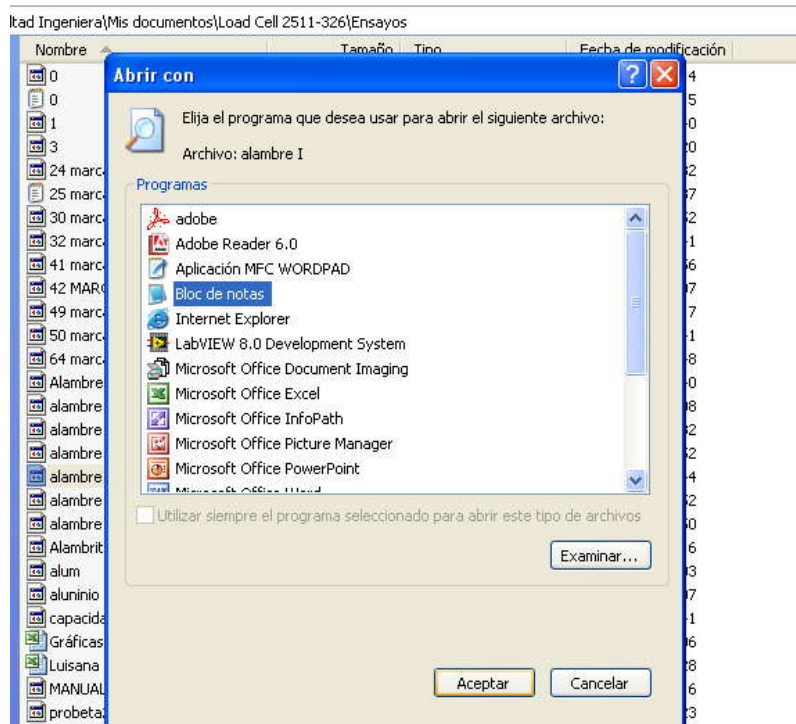 ltad Ingeniera\Mis documentos\Load Cell 2511-326\Ensayos
Nombre Tamaño Tipo Fecha de modificación
Abrir con
Elija el programa que desea usar para abrir el siguiente archivo:
Archivo: alambre I
Programas
adobe
Adobe Reader 6.0
Aplicación MFC WORDPAD
Bloc de notas
Internet Explorer
LabVIEW 8.0 Development System
Microsoft Office Document Imaging
Microsoft Office Excel
Microsoft Office InfoPath
Microsoft Office Picture Manager
Microsoft Office PowerPoint
Microsoft Office Word
Utilizar siempre el programa seleccionado para abrir este tipo de archivos
Examinar...
Aceptar Cancelar
0
0
1
3
24 marc
25 marc
30 marc
32 marc
41 marc
42 MARC
49 marc
50 marc
64 marc
Alambre
alambre
alambre
alambre
alambre
alambre
alambre
Alambrit
alum
aluninio
capacida
Gráficas
Luisana
MANUAL
probeta